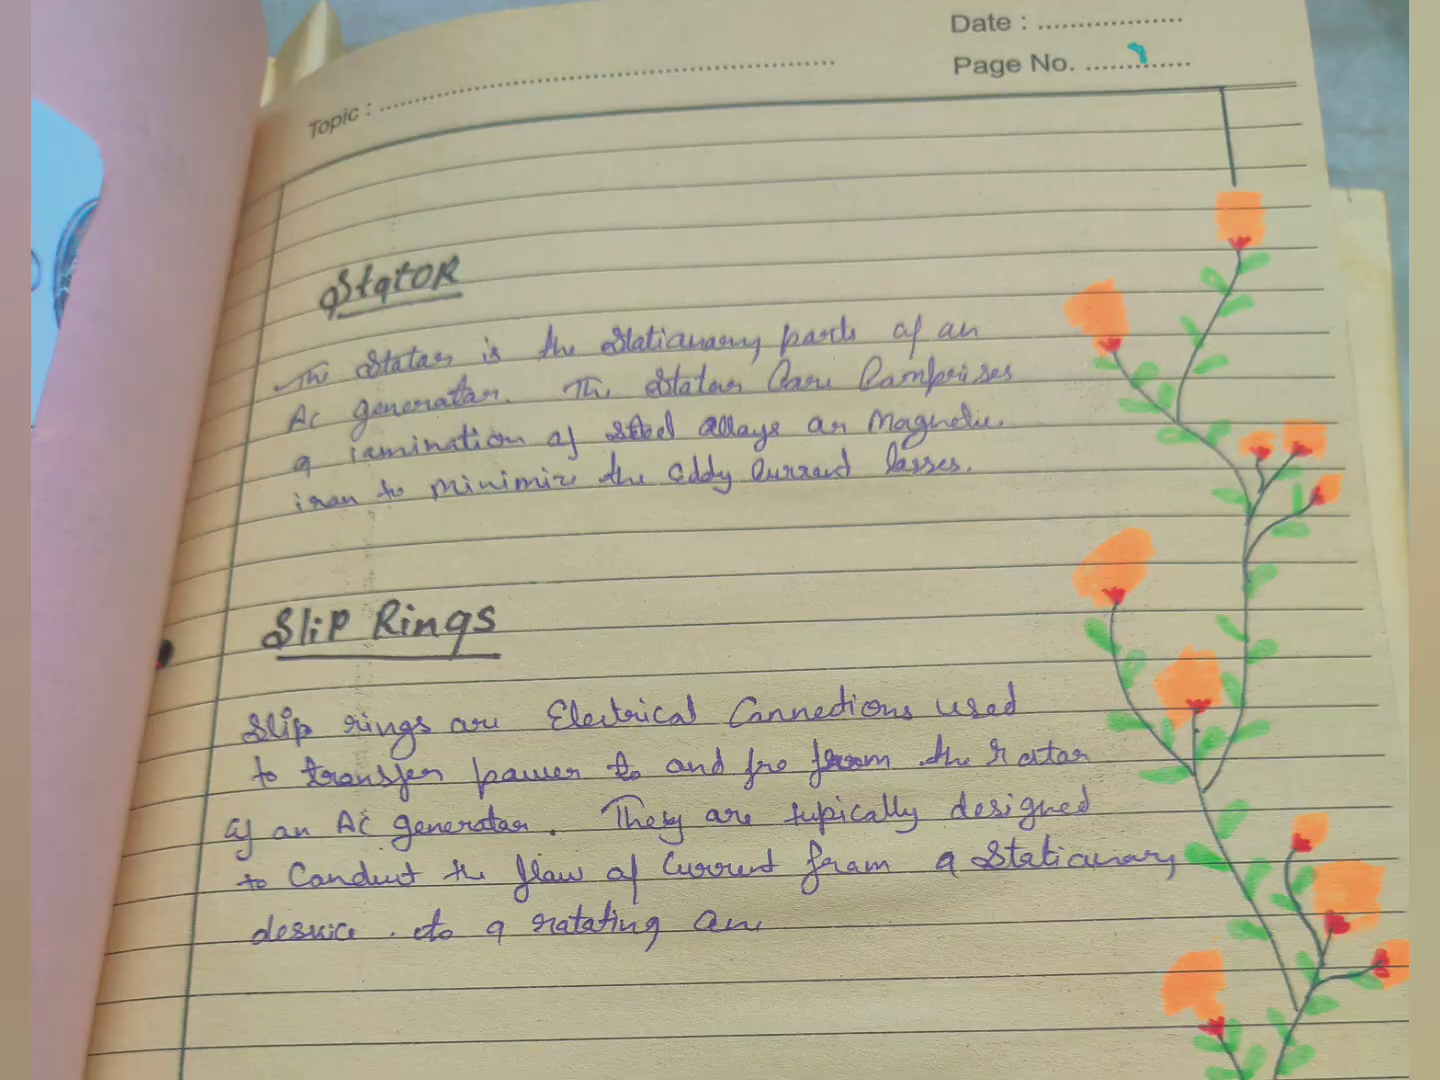 Date : ..................
Page No. .............
Topic : ..................................................................
Stator
The stator is the stationary parts of an
Ac generator. The stator Core Comprises
a lamination of steel alloys or Magnetic
iron to minimize the eddy Current losses.
Slip Rings
Slip rings are Electrical Connections used
to transfer power to and fro from the rotor
of an AC generator. They are typically designed
to Conduct the flow of Current from a Stationary
desvice to a rotating one